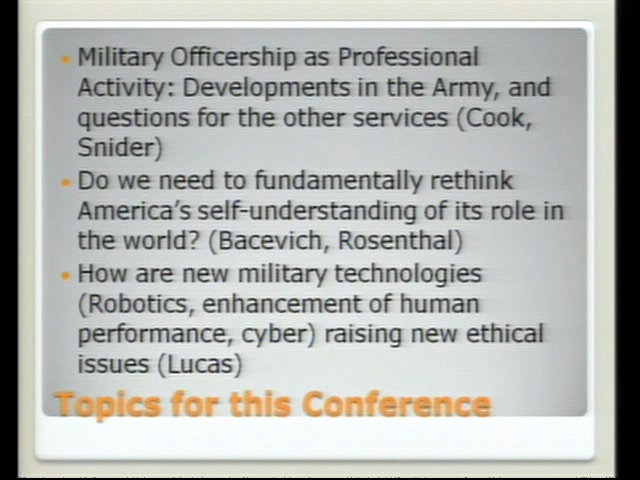 Military Officership as Professional
Activity: Developments in the Army, and
questions for the other services (Cook,
Snider)
Do we need to fundamentally rethink
America's self-understanding of its role in
the world? (Bacevich, Rosenthal)
How are new military technologies
(Robotics, enhancement of human
performance, cyber) raising new ethical
issues (Lucas)
Topics for this Conference